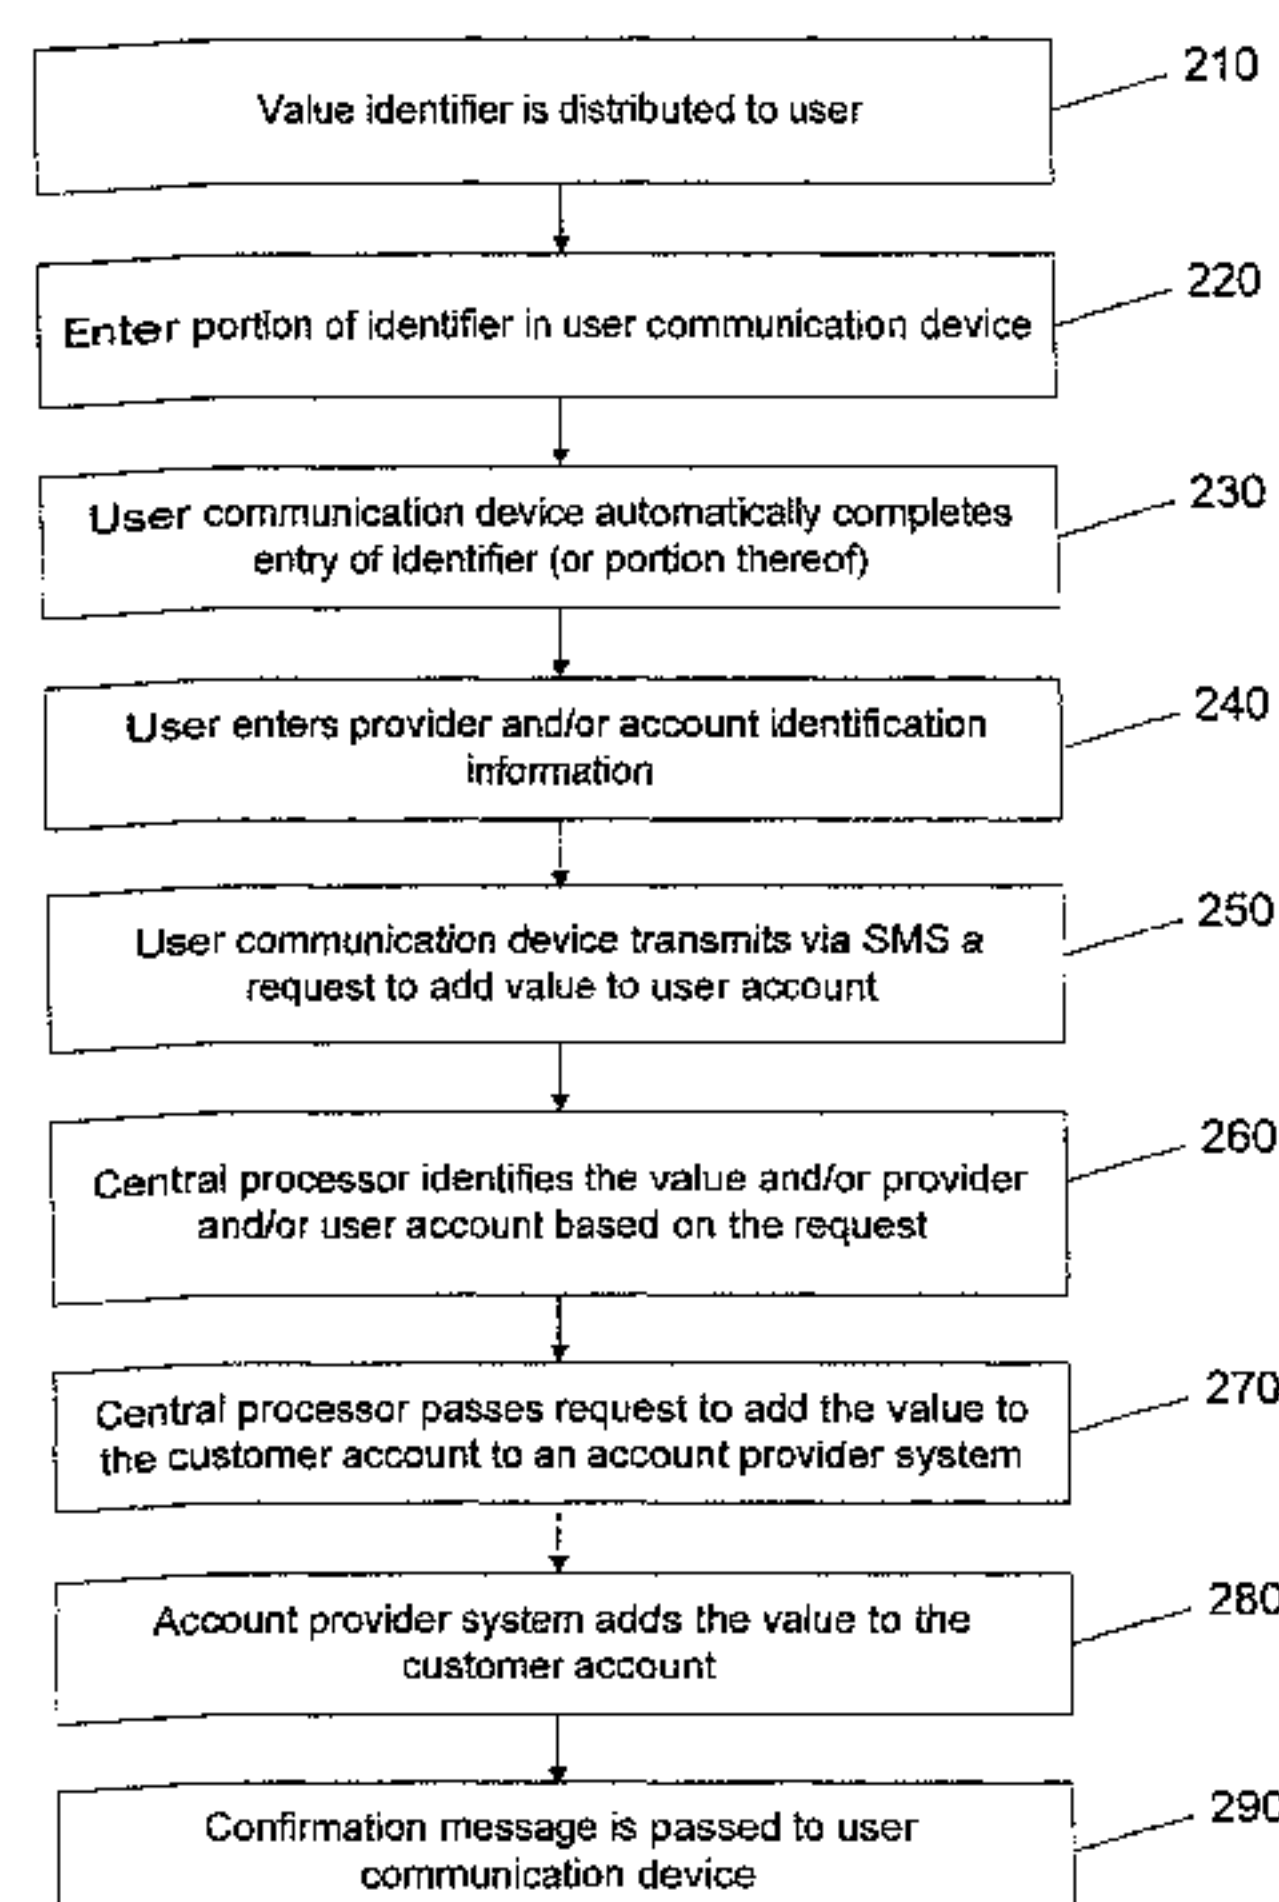 Value identifier is distributed to user
210
Enter portion of identifier in user communication device
220
User communication device automatically completes
entry of identifier (or portion thereof)
230
User enters provider and/or account identification
information
240
User communication device transmits via SMS a
request to add value to user account
250
Central processor identifies the value and/or provider
and/or user account based on the request
260
Central processor passes request to add the value to
the customer account to an account provider system
270
Account provider system adds the value to the
customer account
280
Confirmation message is passed to user
communication device
290